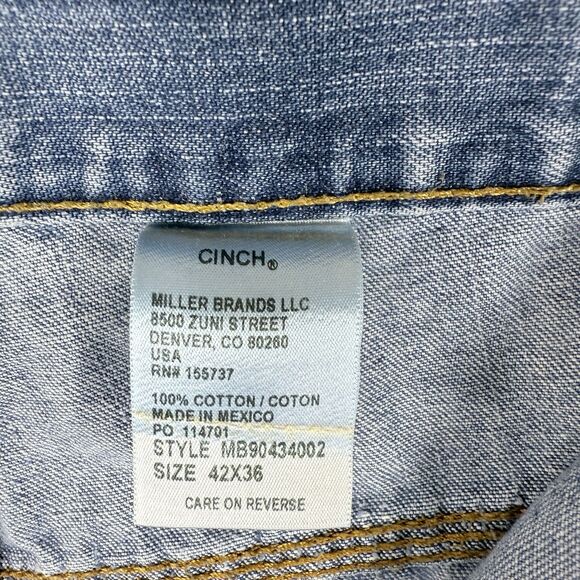 CINCH®
MILLER BRANDS LLC
8500 ZUNI STREET
DENVER, CO 80260
USA
RN# 155737
100% COTTON / COTON
MADE IN MEXICO
PO 114701
STYLE MB90434002
SIZE 42X36
CARE ON REVERSE